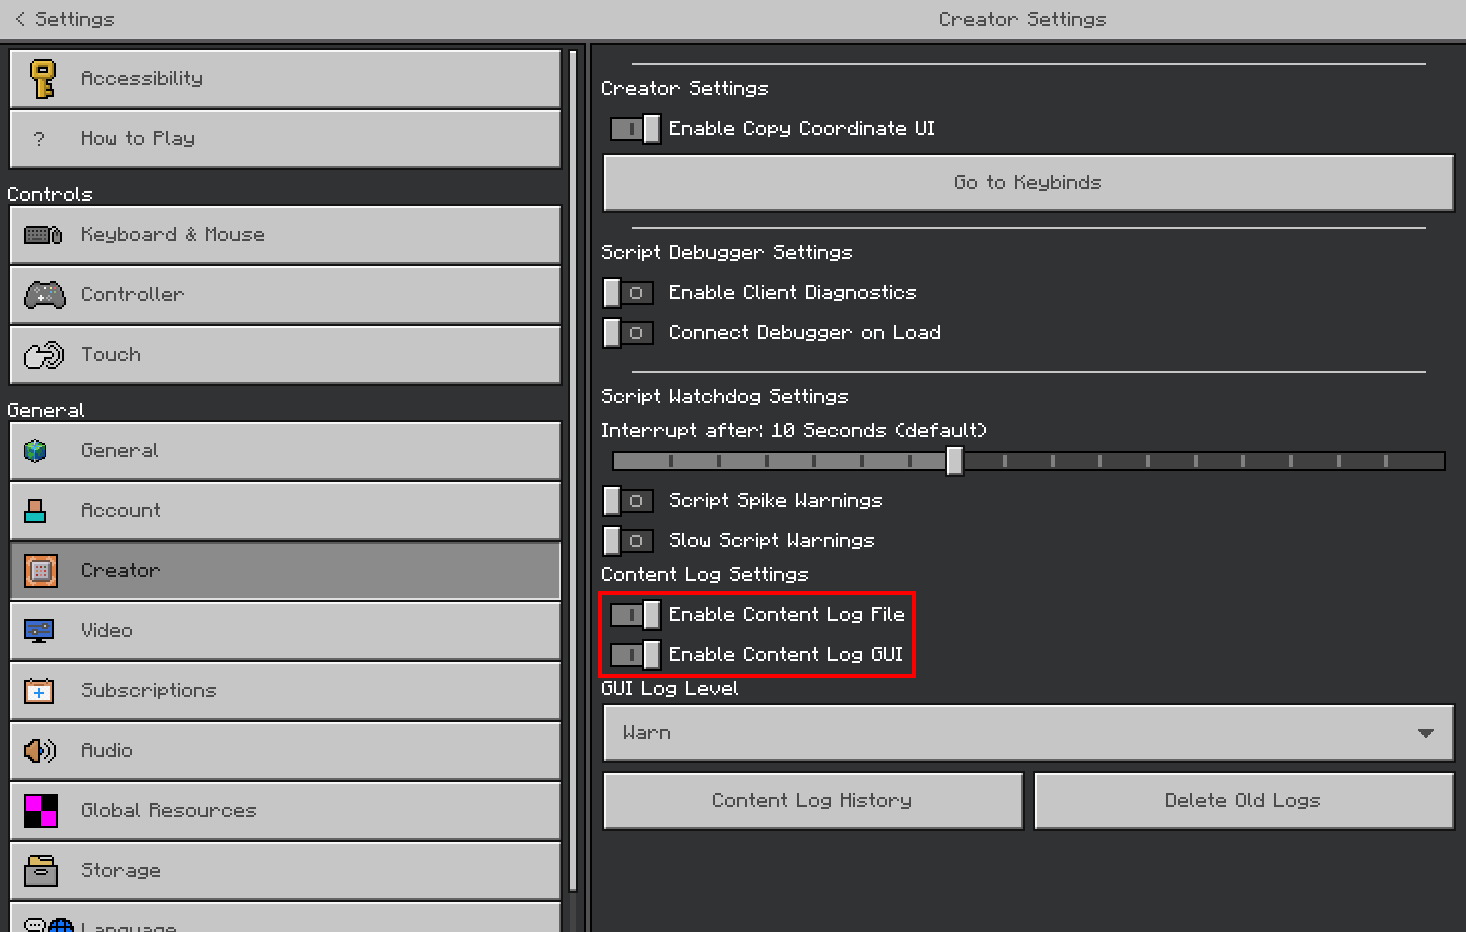 Settings
Creator Settings
Accessibility
? How to Play
Controls
Keyboard & Mouse
Controller
Touch
General
General
Account
Creator
Video
Subscriptions
Audio
Global Resources
Storage
Language
Creator Settings
Enable Copy Coordinate UI
Go to Keybinds
Script Debugger Settings
Enable Client Diagnostics
Connect Debugger on Load
Script Watchdog Settings
Interrupt after: 10 Seconds (default)
Script Spike Warnings
Slow Script Warnings
Content Log Settings
Enable Content Log File
Enable Content Log GUI
GUI Log Level
Warn
Content Log History
Delete Old Logs